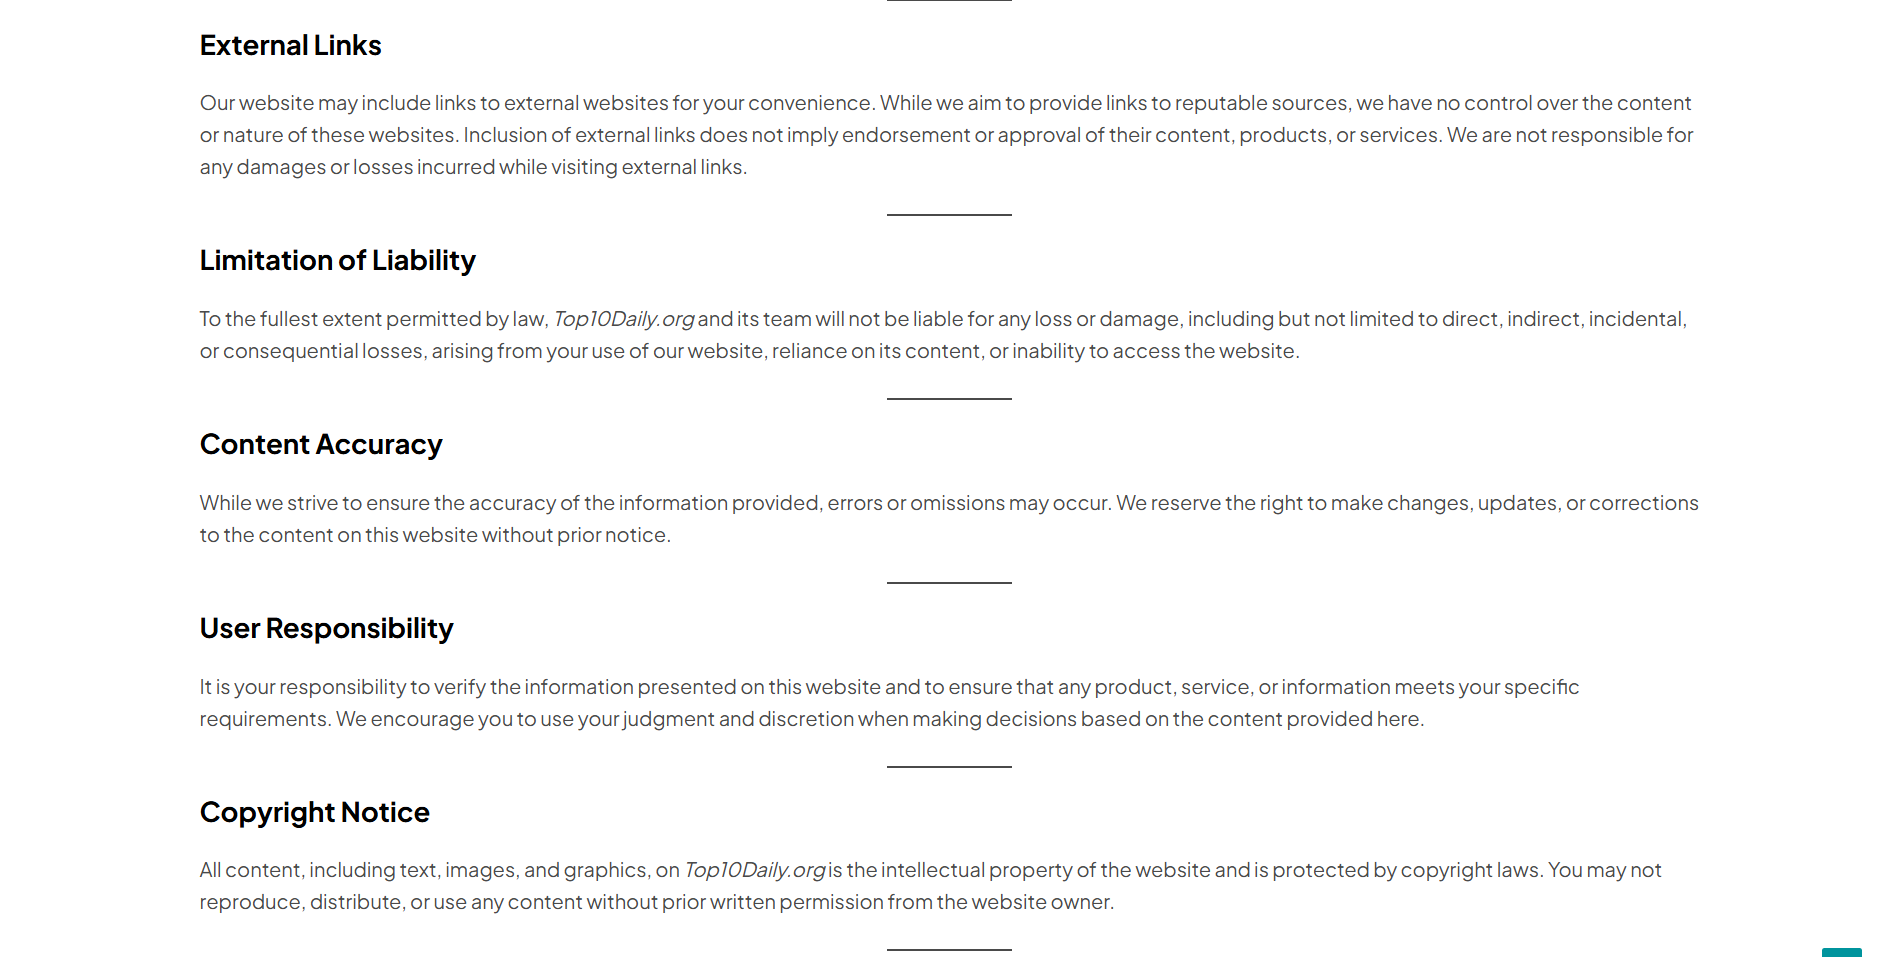 External Links
Our website may include links to external websites for your convenience. While we aim to provide links to reputable sources, we have no control over the content
or nature of these websites. Inclusion of external links does not imply endorsement or approval of their content, products, or services. We are not responsible for
any damages or losses incurred while visiting external links.
Limitation of Liability
To the fullest extent permitted by law, Top10Daily.org and its team will not be liable for any loss or damage, including but not limited to direct, indirect, incidental,
or consequential losses, arising from your use of our website, reliance on its content, or inability to access the website.
Content Accuracy
While we strive to ensure the accuracy of the information provided, errors or omissions may occur. We reserve the right to make changes, updates, or corrections
to the content on this website without prior notice.
User Responsibility
It is your responsibility to verify the information presented on this website and to ensure that any product, service, or information meets your specific
requirements. We encourage you to use your judgment and discretion when making decisions based on the content provided here.
Copyright Notice
All content, including text, images, and graphics, on Top10Daily.org is the intellectual property of the website and is protected by copyright laws. You may not
reproduce, distribute, or use any content without prior written permission from the website owner.